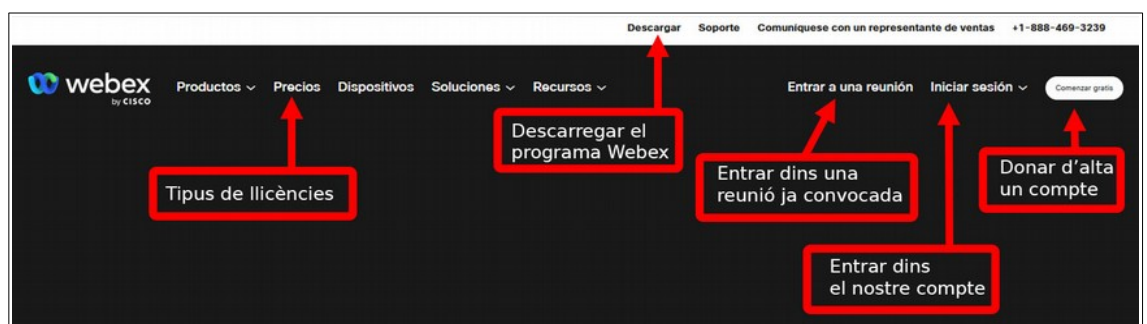 Descargar Soporte Comuníquese con un representante de ventas +1-888-469-3239
webex
by CISCO
Productos Precios Dispositivos Soluciones Recursos Entrar a una reunión Iniciar sesión Comenzar gratis
Descarregar el
programa Webex
Tipus de llicències
Entrar dins una
reunió ja convocada
Donar d’alta
un compte
Entrar dins
el nostre compte